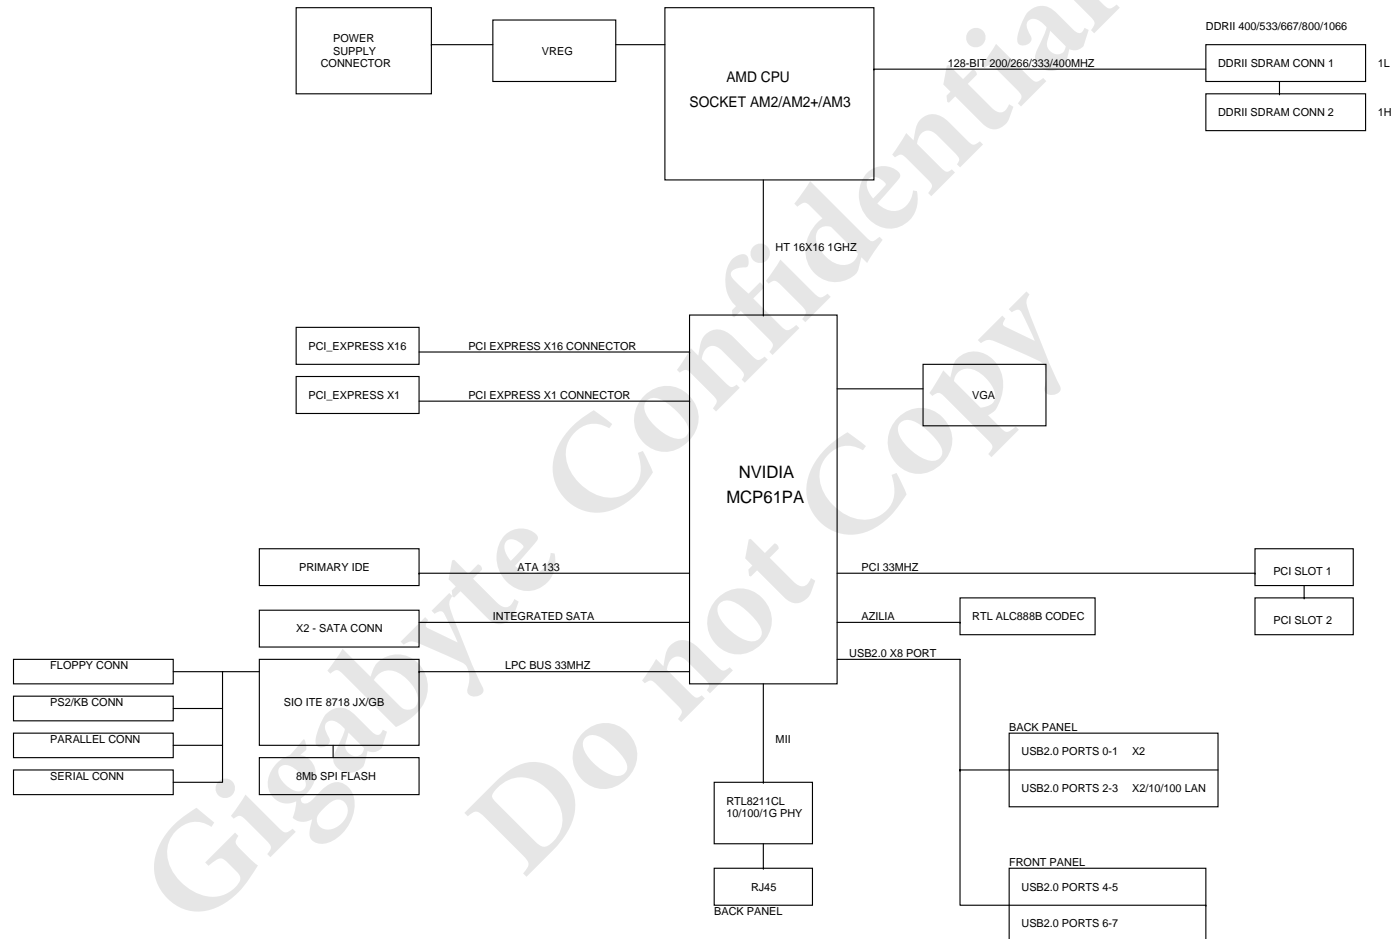 POWER
SUPPLY
CONNECTOR
VREG
AMD CPU
SOCKET AM2/AM2+/AM3
128-BIT 200/266/333/400MHZ
DDRII 400/533/667/800/1066
DDRII SDRAM CONN 1
1L
DDRII SDRAM CONN 2
1H
HT 16X16 1GHZ
PCI_EXPRESS X16
PCI EXPRESS X16 CONNECTOR
PCI_EXPRESS X1
PCI EXPRESS X1 CONNECTOR
VGA
NVIDIA
MCP61PA
PRIMARY IDE
ATA 133
PCI 33MHZ
PCI SLOT 1
PCI SLOT 2
X2 - SATA CONN
INTEGRATED SATA
AZILIA
RTL ALC888B CODEC
USB2.0 X8 PORT
FLOPPY CONN
PS2/KB CONN
PARALLEL CONN
SERIAL CONN
SIO ITE 8718 JX/GB
LPC BUS 33MHZ
8Mb SPI FLASH
MII
RTL8211CL
10/100/1G PHY
RJ45
BACK PANEL
BACK PANEL
USB2.0 PORTS 0-1 X2
USB2.0 PORTS 2-3 X2/10/100 LAN
FRONT PANEL
USB2.0 PORTS 4-5
USB2.0 PORTS 6-7
Gigabyte Confidential
Do not Copy